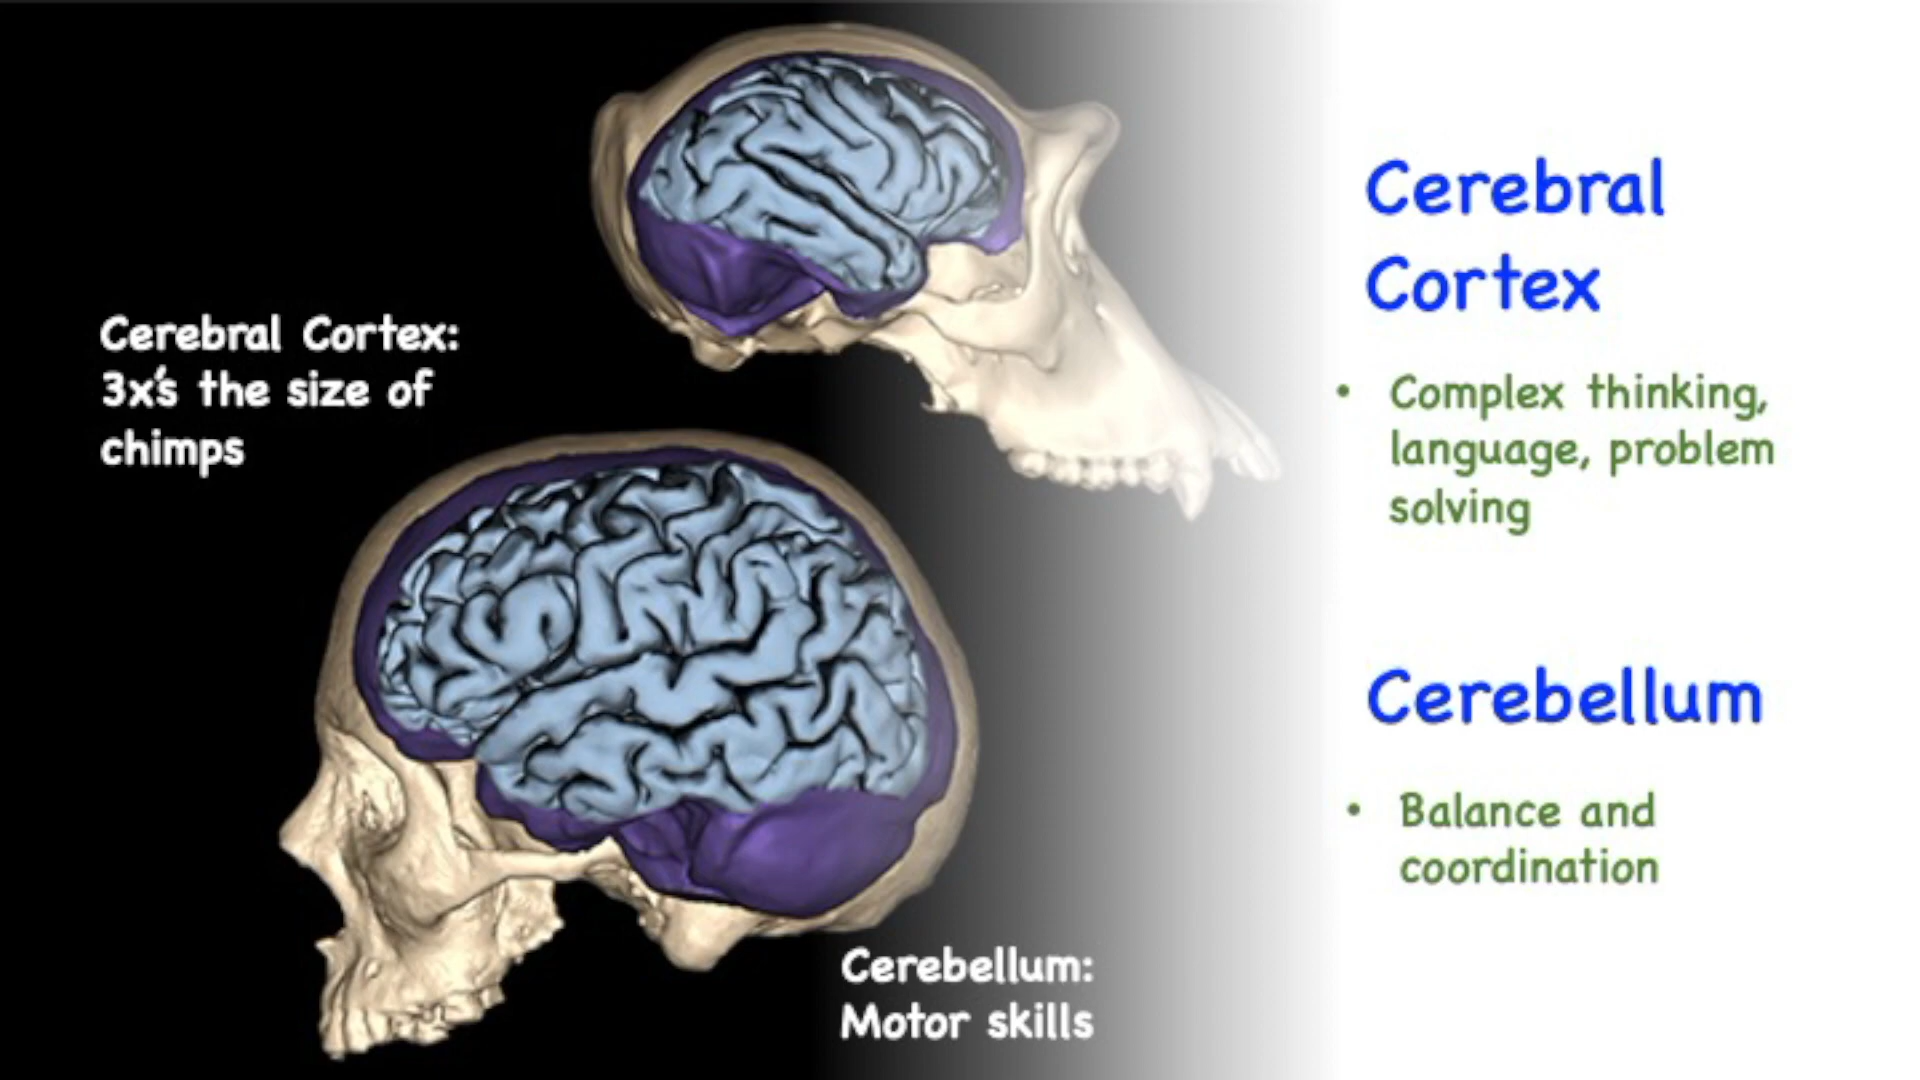 Cerebral Cortex:
3x's the size of
chimps
Cerebellum:
Motor skills
Cerebral
Cortex
• Complex thinking,
language, problem
solving
Cerebellum
• Balance and
coordination